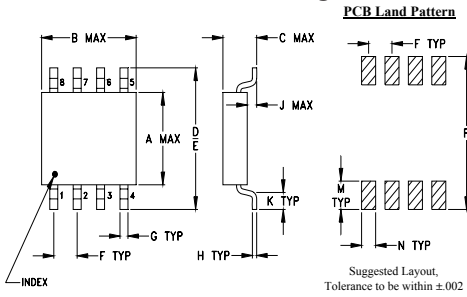 PCB Land Pattern
B MAX
C MAX
F TYP
8 7 6 5
J MAX
A MAX
D
E
P
K TYP
M
TYP
1 2 3 4
G TYP
F TYP
H TYP
N TYP
INDEX
Suggested Layout,
Tolerance to be within ±.002